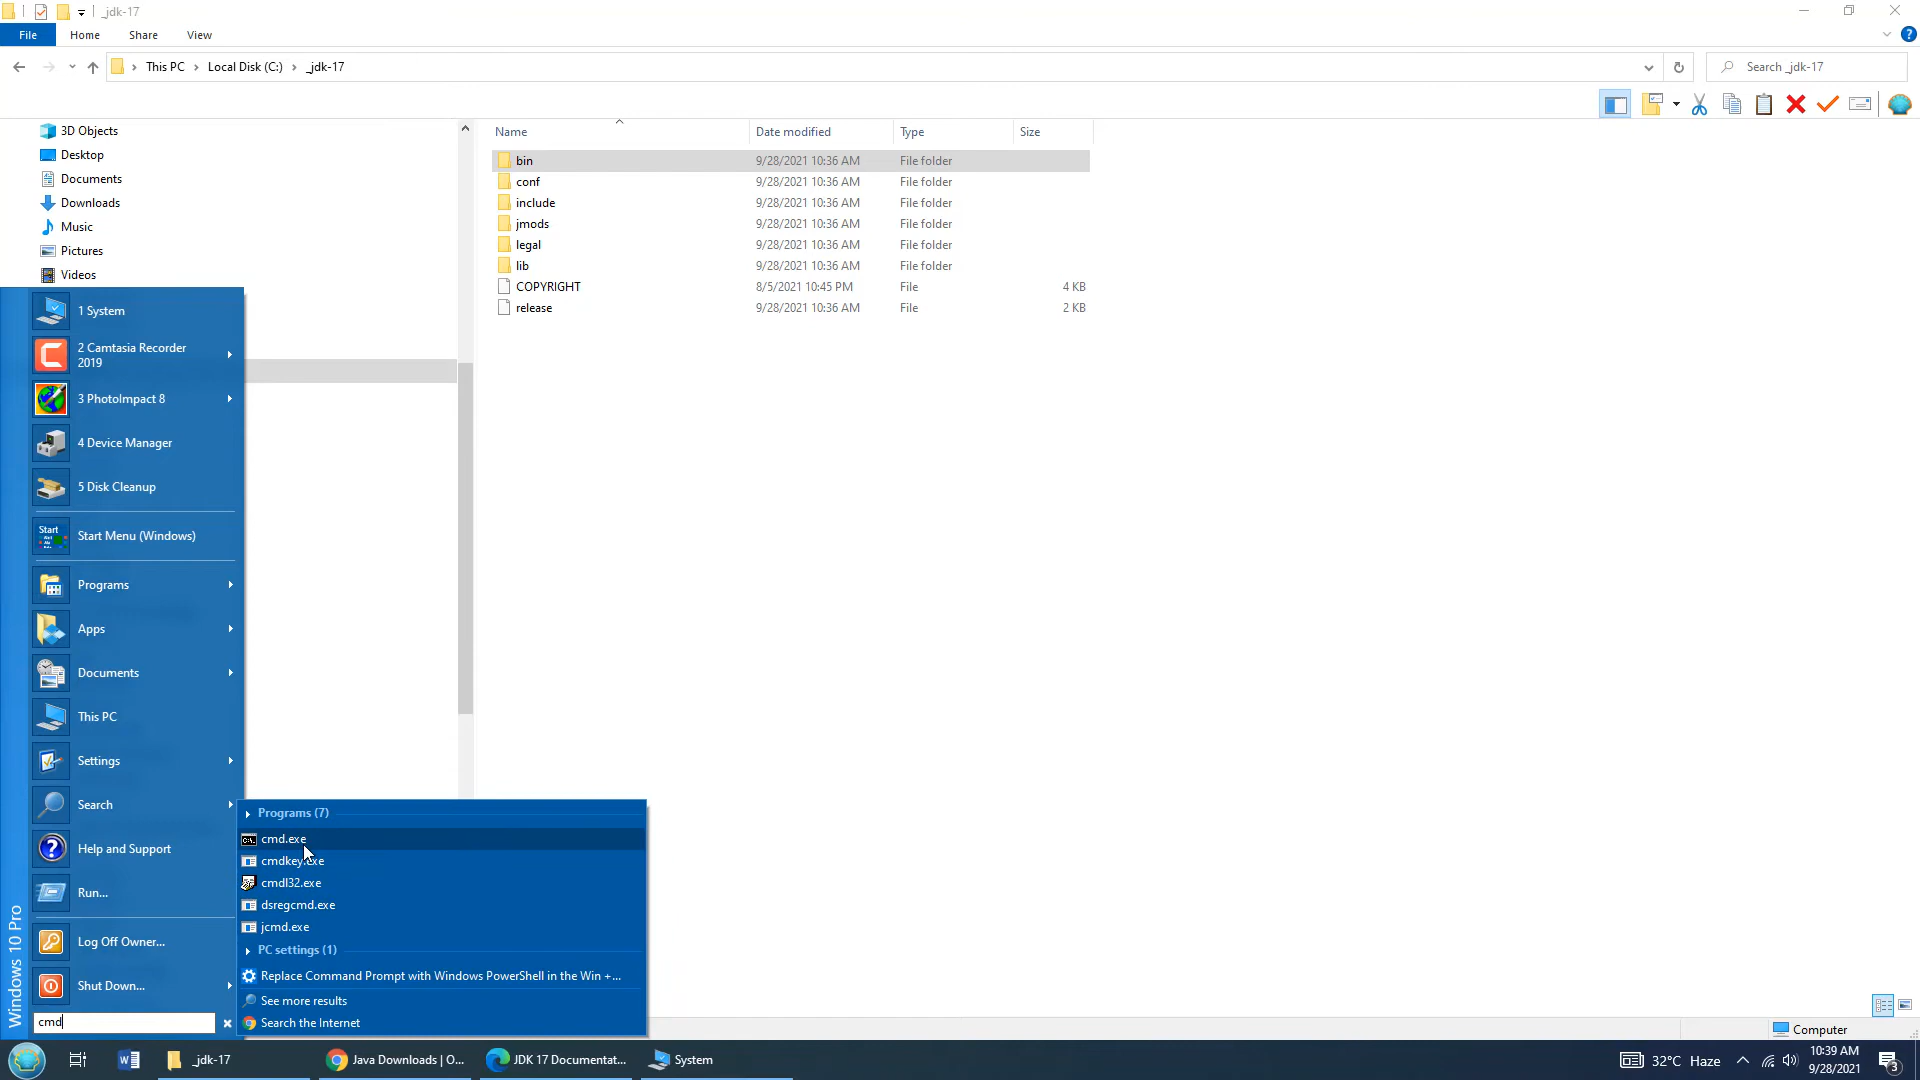 _jdk-17
File
Home
Share
View
This PC
Local Disk (C:)
_jdk-17
Search _jdk-17
3D Objects
Desktop
Documents
Downloads
Music
Pictures
Videos
Name
Date modified
Type
Size
bin
9/28/2021 10:36 AM
File folder
conf
9/28/2021 10:36 AM
File folder
include
9/28/2021 10:36 AM
File folder
jmods
9/28/2021 10:36 AM
File folder
legal
9/28/2021 10:36 AM
File folder
lib
9/28/2021 10:36 AM
File folder
COPYRIGHT
8/5/2021 10:45 PM
File
4 KB
release
9/28/2021 10:36 AM
File
2 KB
1 System
2 Camtasia Recorder
2019
3 PhotoImpact 8
4 Device Manager
5 Disk Cleanup
Start
Start Menu (Windows)
Programs
Apps
Documents
This PC
Settings
Search
Help and Support
Run...
Log Off Owner...
Shut Down...
Windows 10 Pro
cmd
Programs (7)
cmd.exe
cmdkey.exe
cmdl32.exe
dsregcmd.exe
jcmd.exe
PC settings (1)
Replace Command Prompt with Windows PowerShell in the Win +...
See more results
Search the Internet
Computer
_jdk-17
Java Downloads | O...
JDK 17 Documentat...
System
32°C Haze
10:39 AM
9/28/2021
3